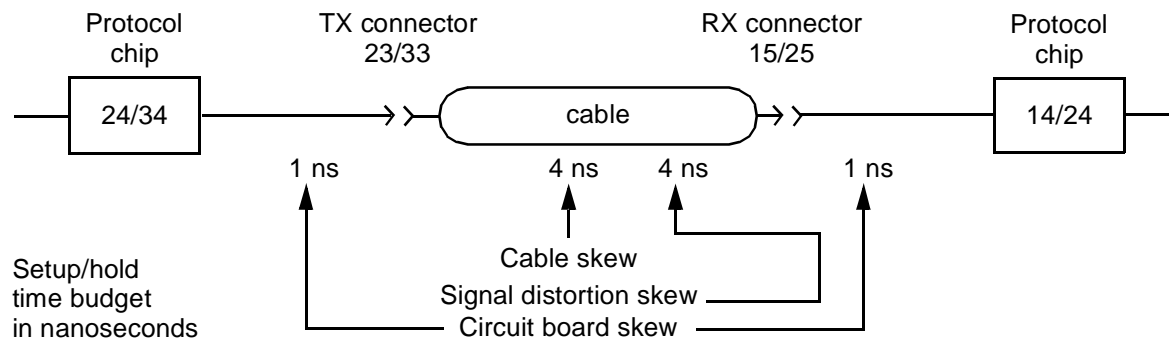 Protocol
chip
TX connector
23/33
RX connector
15/25
Protocol
chip
24/34
cable
14/24
1 ns
4 ns
4 ns
1 ns
Cable skew
Signal distortion skew
Circuit board skew
Setup/hold
time budget
in nanoseconds